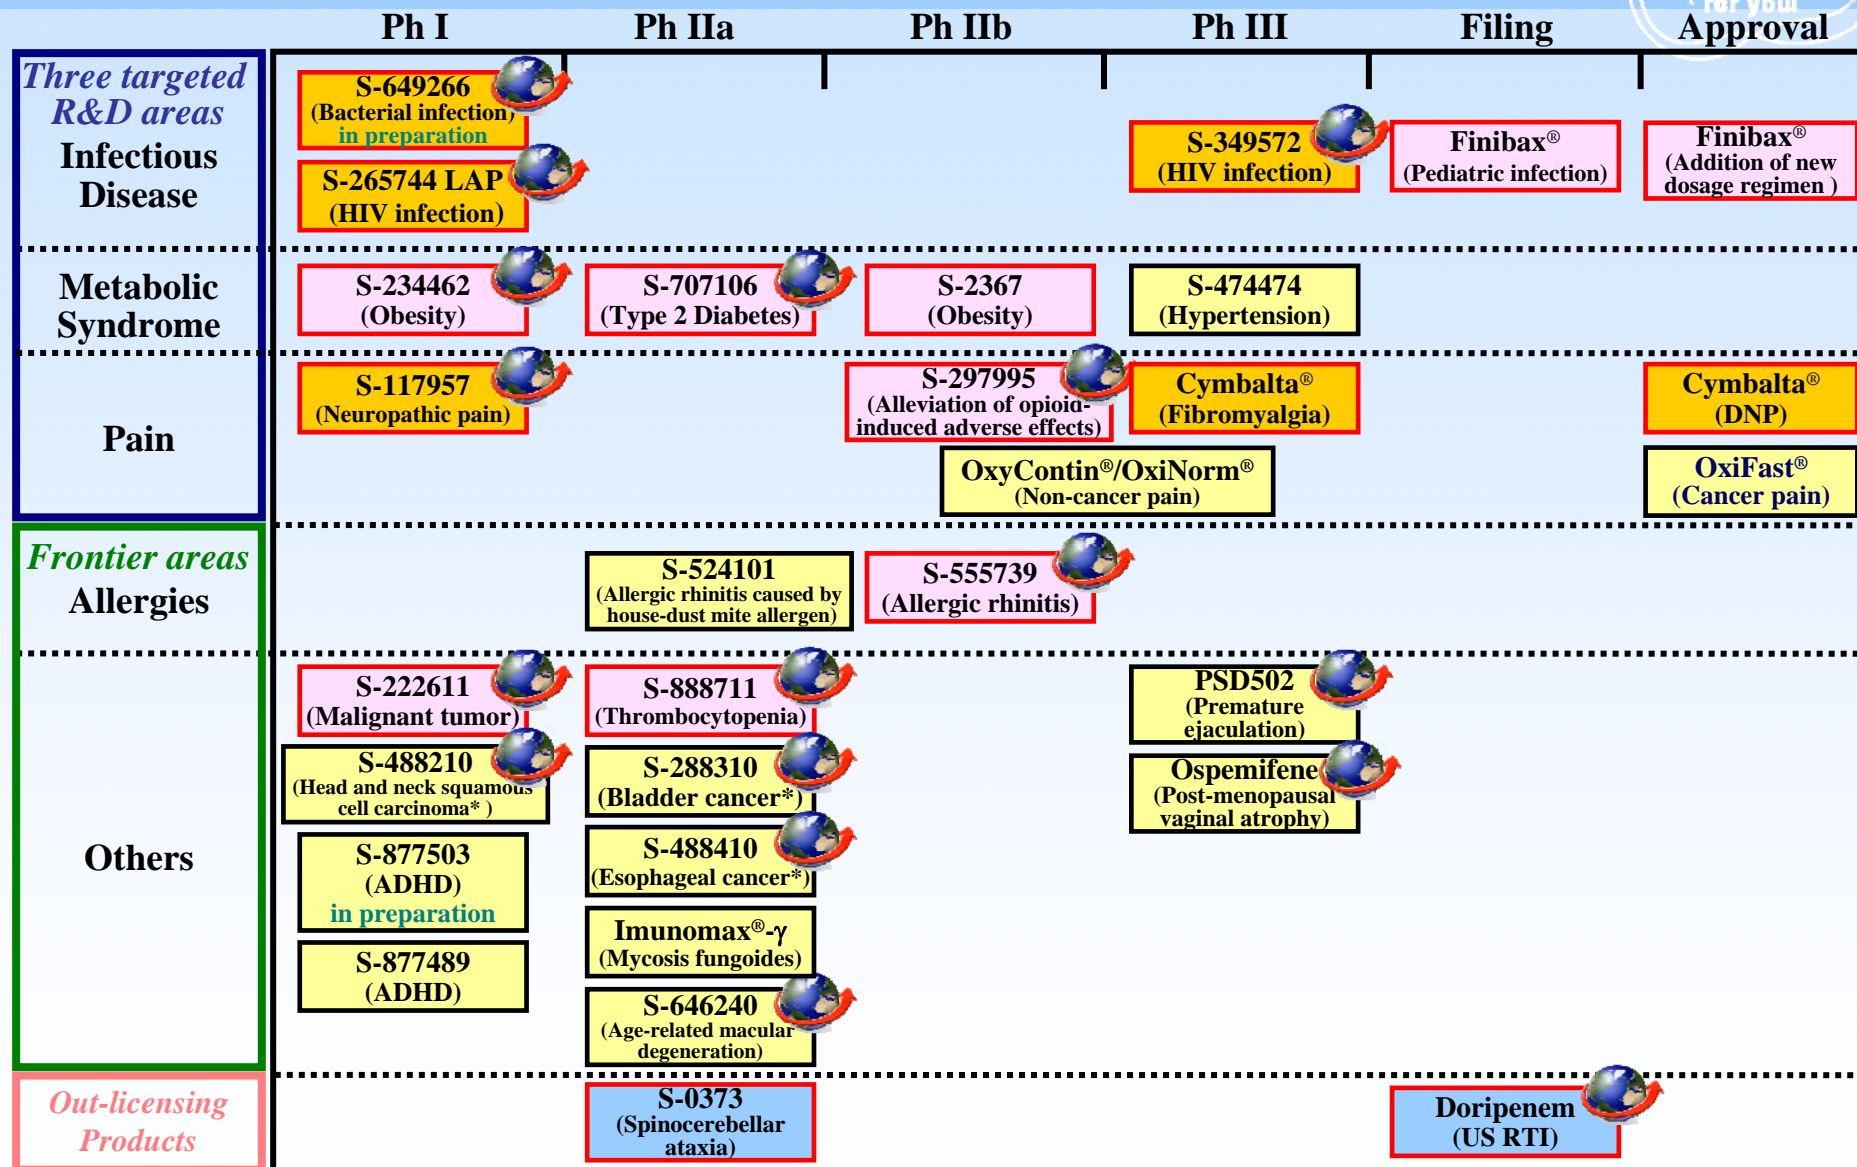 for you!
Ph I Ph IIa Ph IIb Ph III Filing Approval
Three targeted
R&D areas
Infectious
Disease
S-649266
(Bacterial infection)
in preparation
S-265744 LAP
(HIV infection)
S-349572
(HIV infection)
Finibax®
(Pediatric infection)
Finibax®
(Addition of new
dosage regimen )
Metabolic
Syndrome
S-234462
(Obesity)
S-707106
(Type 2 Diabetes)
S-2367
(Obesity)
S-474474
(Hypertension)
Pain
S-117957
(Neuropathic pain)
S-297995
(Alleviation of opioid-
induced adverse effects)
Cymbalta®
(Fibromyalgia)
Cymbalta®
(DNP)
OxyContin®/OxiNorm®
(Non-cancer pain)
OxiFast®
(Cancer pain)
Frontier areas
Allergies
S-524101
(Allergic rhinitis caused by
house-dust mite allergen)
S-555739
(Allergic rhinitis)
Others
S-222611
(Malignant tumor)
S-488210
(Head and neck squamous
cell carcinoma* )
S-877503
(ADHD)
in preparation
S-877489
(ADHD)
S-888711
(Thrombocytopenia)
S-288310
(Bladder cancer*)
S-488410
(Esophageal cancer*)
Imunomax®-γ
(Mycosis fungoides)
S-646240
(Age-related macular
degeneration)
PSD502
(Premature
ejaculation)
Ospemifene
(Post-menopausal
vaginal atrophy)
Out-licensing
Products
S-0373
(Spinocerebellar
ataxia)
Doripenem
(US RTI)